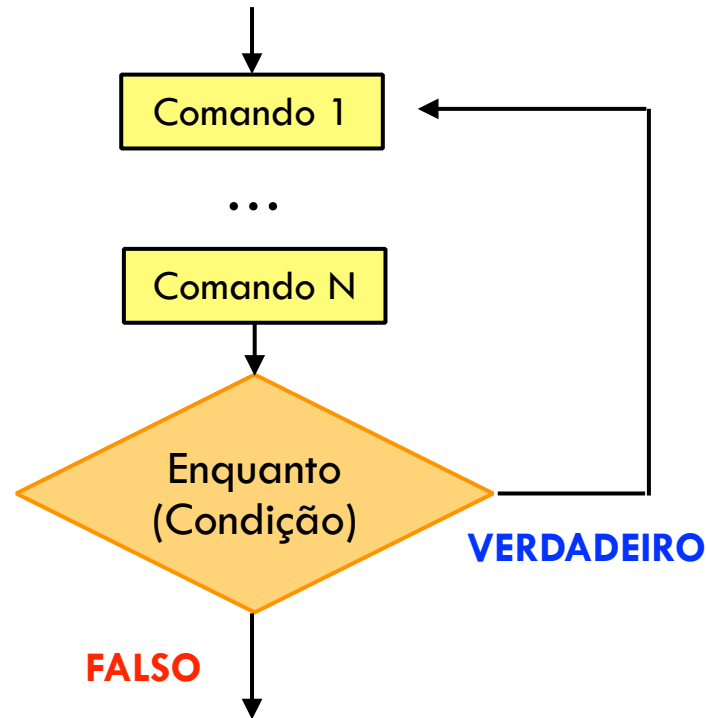 Comando 1
...
Comando N
Enquanto
(Condição)
VERDADEIRO
FALSO